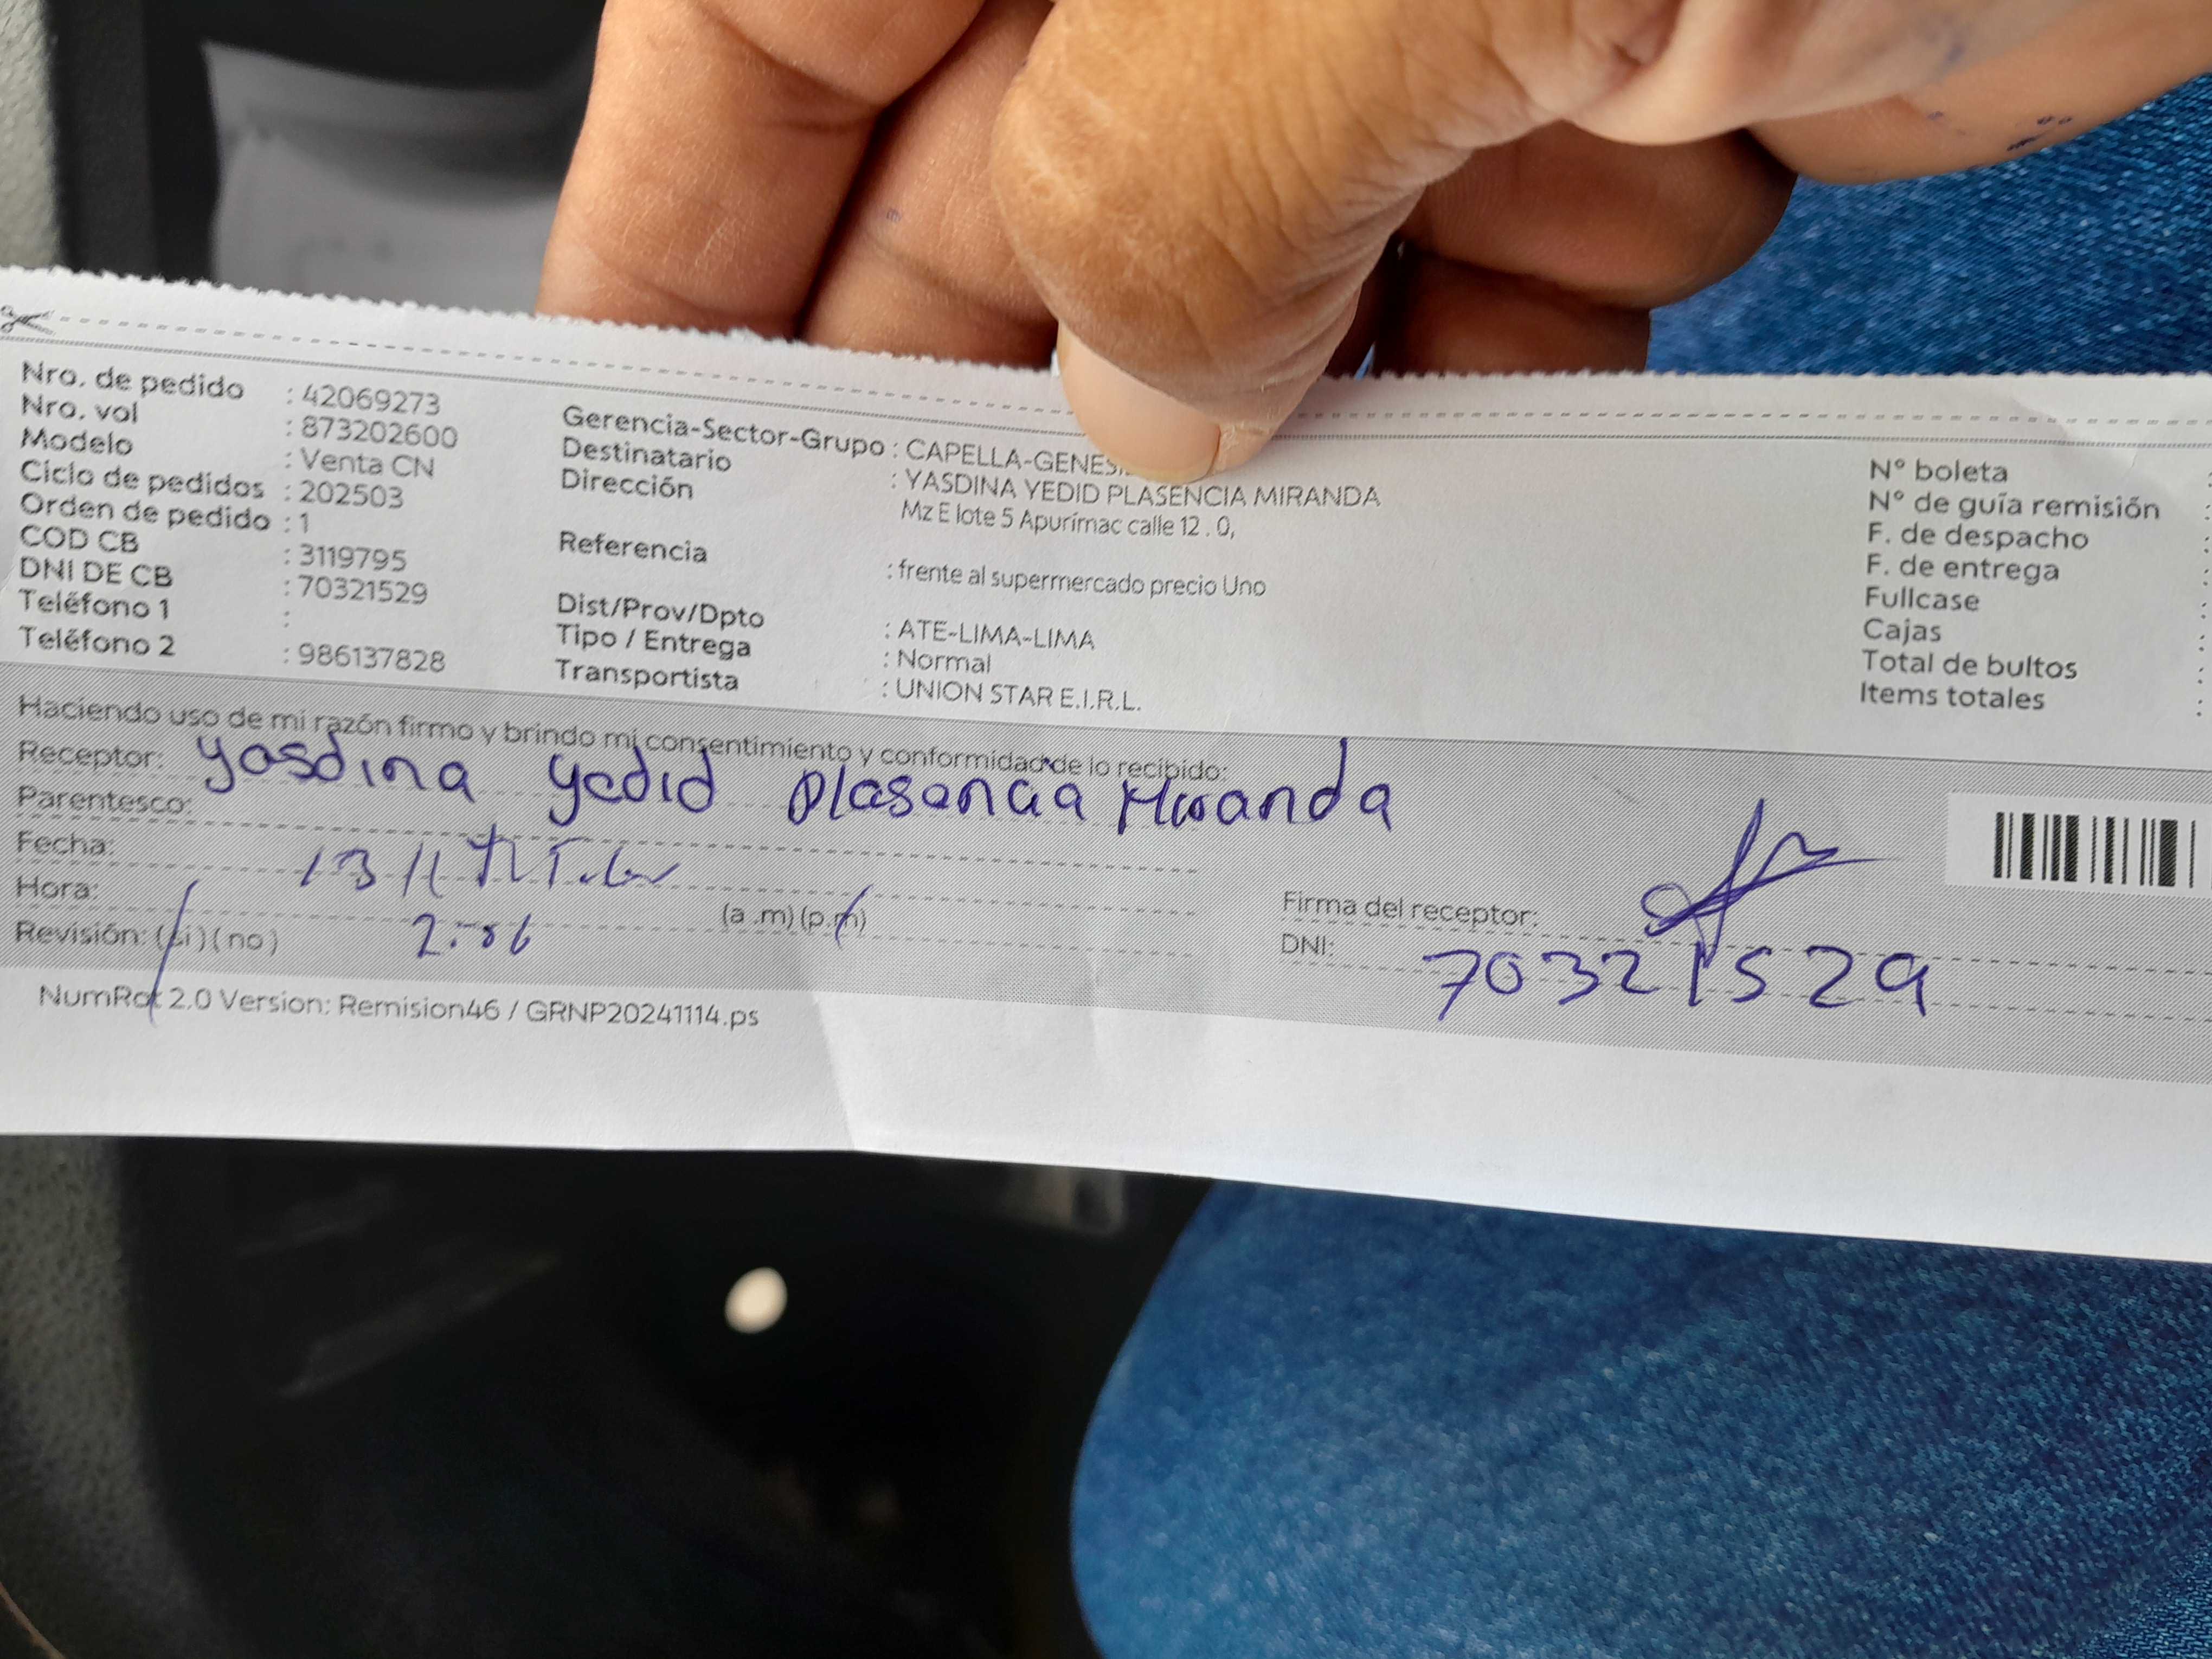 Nro. de pedido : 42069273
Nro. vol : 873202600
Modelo : Venta CN
Ciclo de pedidos : 202503
Orden de pedido : 1
COD CB : 3119795
DNI DE CB : 70321529
Teléfono 1 :
Teléfono 2 : 986137828
Gerencia-Sector-Grupo : CAPELLA-GENES
Destinatario : YASDINA YEDID PLASENCIA MIRANDA
Dirección Mz E lote 5 Apurímac calle 12 . 0,
Referencia : frente al supermercado precio Uno
Dist/Prov/Dpto : ATE-LIMA-LIMA
Tipo / Entrega : Normal
Transportista : UNION STAR E.I.R.L.
N° boleta :
N° de guía remisión :
F. de despacho :
F. de entrega :
Fullcase :
Cajas :
Total de bultos :
Items totales :
Haciendo uso de mi razón firmo y brindo mi consentimiento y conformidad de lo recibido:
Receptor: Yasdina Yedid Plasencia Miranda
Parentesco:
Fecha:
Hora: (a .m) (p.m)
Revisión: (si) (no)
Firma del receptor:
DNI: 70321529
NumRot 2.0 Version: Remision46 / GRNP20241114.ps